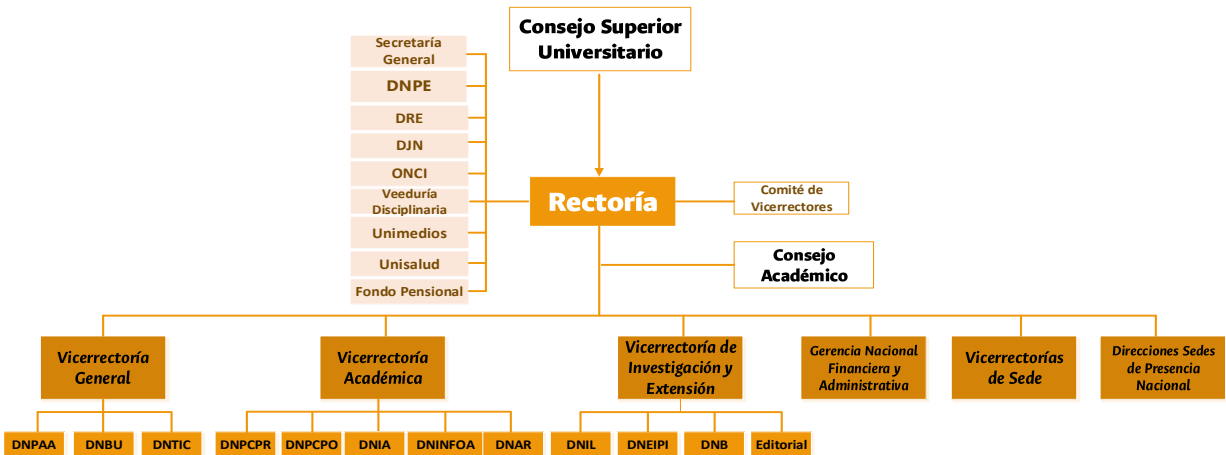 Consejo Superior
Universitario
Secretaría
General
DNPE
DRE
DJN
ONCI
Veeduría
Disciplinaria
Unimedios
Unisalud
Fondo Pensional
Rectoría
Comité de
Vicerrectores
Consejo
Académico
Vicerrectoría
General
Vicerrectoría
Académica
Vicerrectoría de
Investigación y
Extensión
Gerencia Nacional
Financiera y
Administrativa
Vicerrectorías
de Sede
Direcciones Sedes
de Presencia
Nacional
DNPAA
DNBU
DNTIC
DNPCPR
DNPCPO
DNIA
DNINFOA
DNAR
DNIL
DNEIPI
DNB
Editorial